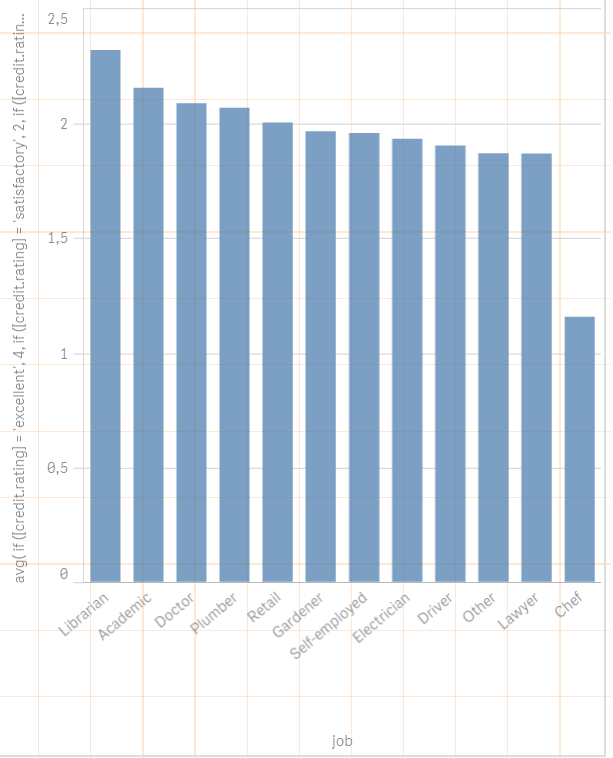 avg( if ([credit.rating] = 'excellent', 4, if ([credit.rating] = 'satisfactory', 2, if ([credit.ratin...
2,5
2
1,5
1
0,5
0
Librarian
Academic
Doctor
Plumber
Retail
Gardener
Self-employed
Electrician
Driver
Other
Lawyer
Chef
job